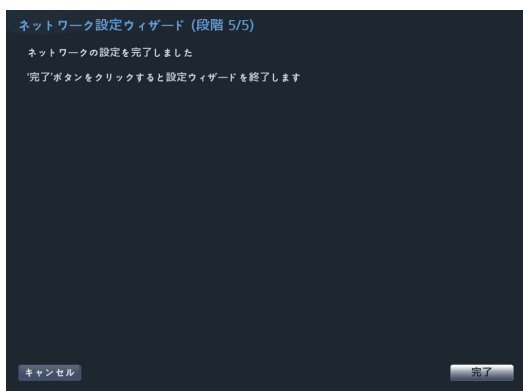 ネットワーク設定ウィザード (段階 5/5)
ネットワークの設定を完了しました
'完了'ボタンをクリックすると設定ウィザードを終了します
キャンセル
完了